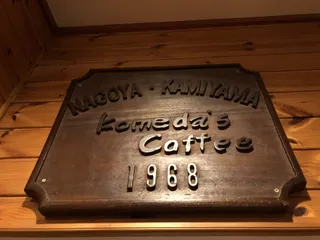 NAGOYA · KAMIYAMA
Komeda's
Coffee
1968